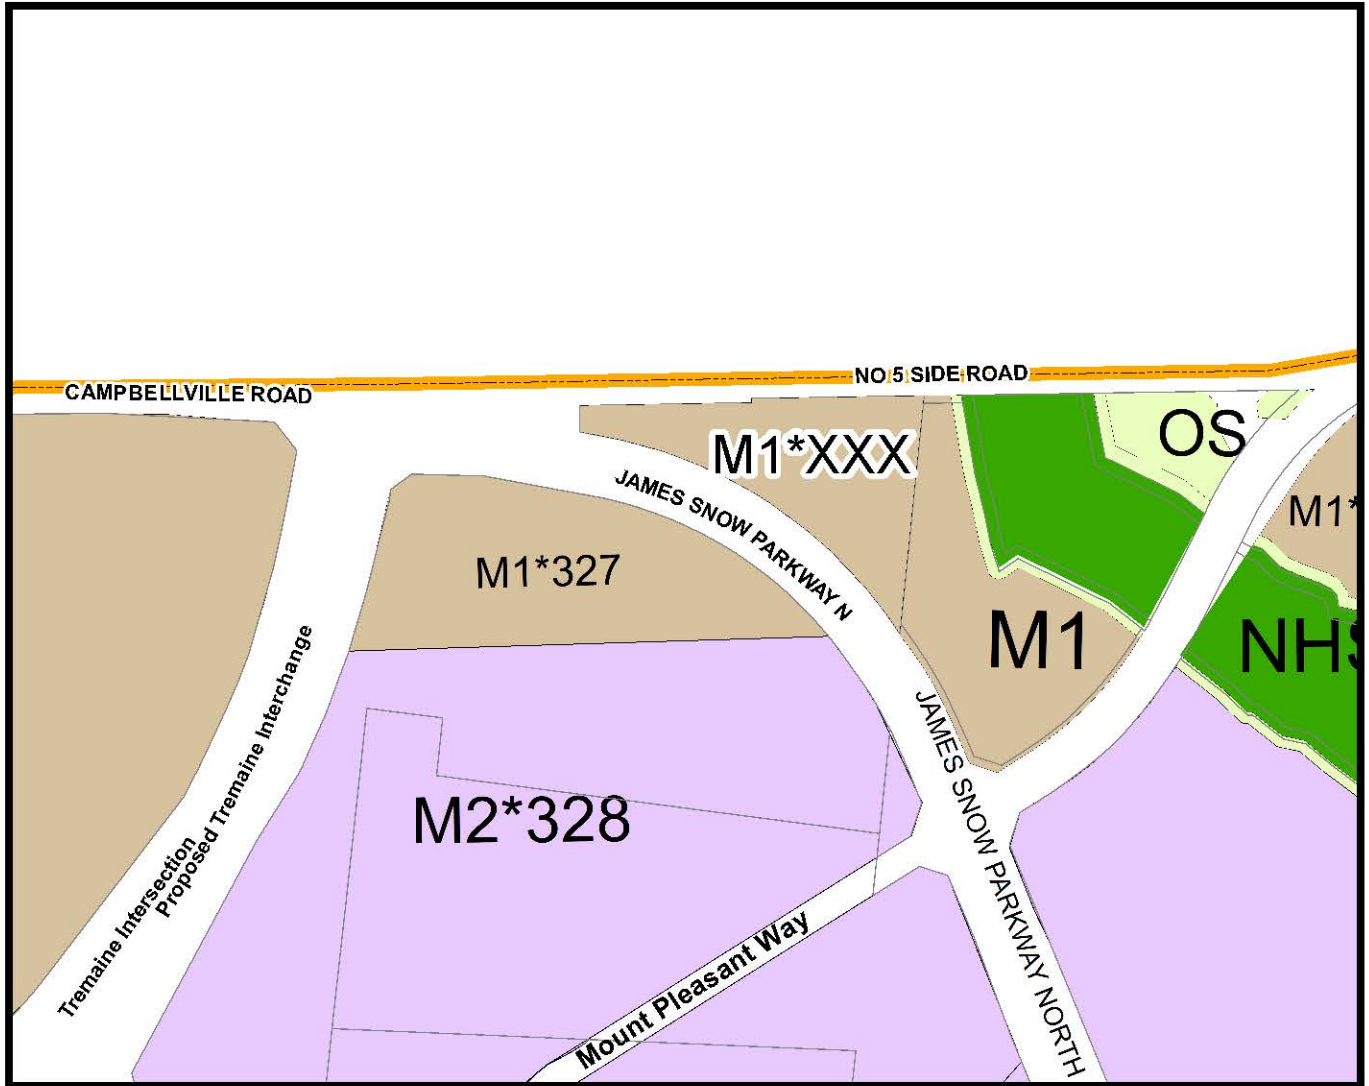 NO 5 SIDE ROAD
CAMPBELLVILLE ROAD
OS
M1*XXX
JAMES SNOW PARKWAY N
M1*
M1*327
M1
NHS
JAMES SNOW PARKWAY NORTH
M2*328
Tremaine Intersection
Proposed Tremaine Interchange
Mount Pleasant Way